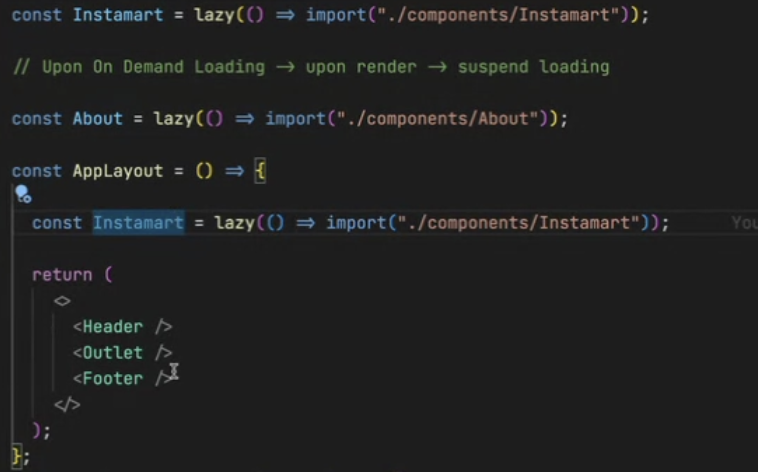 const Instamart = lazy(() => import("./components/Instamart"));
// Upon On Demand Loading -> upon render -> suspend loading
const About = lazy(() => import("./components/About"));
const AppLayout = () => {
const Instamart = lazy(() => import("./components/Instamart"));
return (
<>
<Header />
<Outlet />
<Footer />
</>
);
};